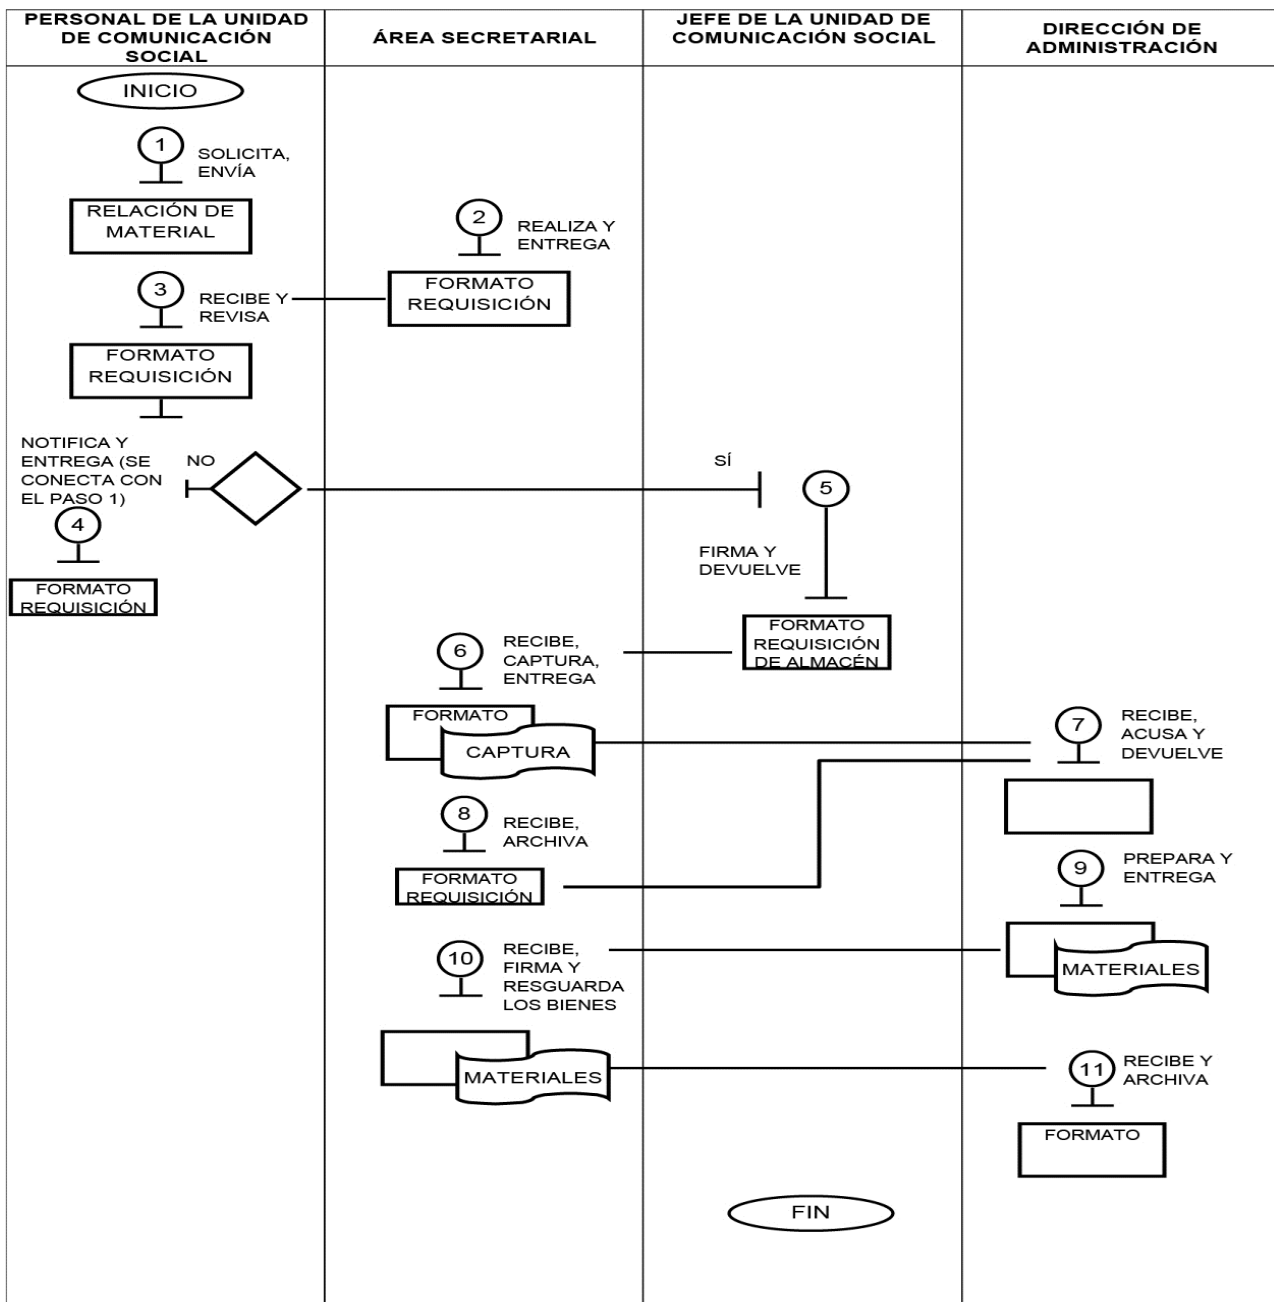 PERSONAL DE LA UNIDAD
DE COMUNICACIÓN
SOCIAL
ÁREA SECRETARIAL
JEFE DE LA UNIDAD DE
COMUNICACIÓN SOCIAL
DIRECCIÓN DE
ADMINISTRACIÓN
INICIO
1
SOLICITA,
ENVÍA
RELACIÓN DE
MATERIAL
2
REALIZA Y
ENTREGA
FORMATO
REQUISICIÓN
3
RECIBE Y
REVISA
FORMATO
REQUISICIÓN
NOTIFICA Y
ENTREGA (SE
CONECTA CON
EL PASO 1)
NO
SÍ
4
FORMATO
REQUISICIÓN
5
FIRMA Y
DEVUELVE
FORMATO
REQUISICIÓN
DE ALMACÉN
6
RECIBE,
CAPTURA,
ENTREGA
FORMATO
CAPTURA
7
RECIBE,
ACUSA Y
DEVUELVE
8
RECIBE,
ARCHIVA
FORMATO
REQUISICIÓN
9
PREPARA Y
ENTREGA
MATERIALES
10
RECIBE,
FIRMA Y
RESGUARDA
LOS BIENES
MATERIALES
11
RECIBE Y
ARCHIVA
FORMATO
FIN